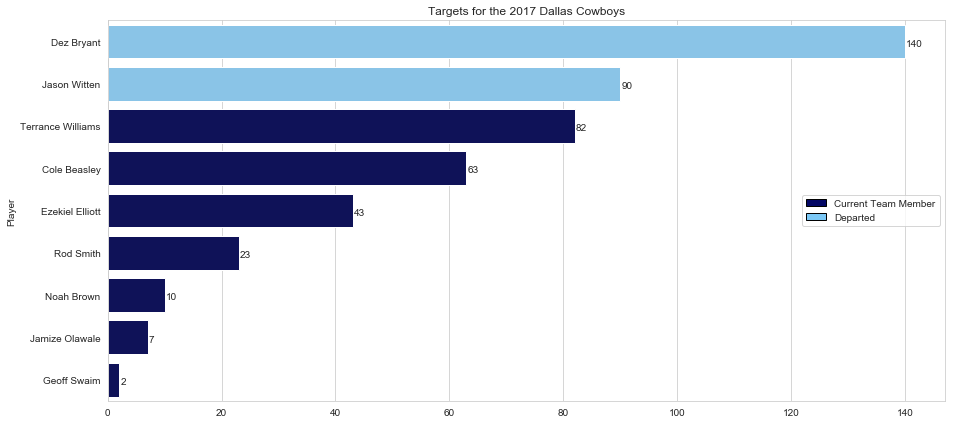 Targets for the 2017 Dallas Cowboys
Dez Bryant 140
Jason Witten 90
Terrance Williams 82
Cole Beasley 63
Ezekiel Elliott 43
Rod Smith 23
Noah Brown 10
Jamize Olawale 7
Geoff Swaim 2
Player
Current Team Member
Departed
0 20 40 60 80 100 120 140